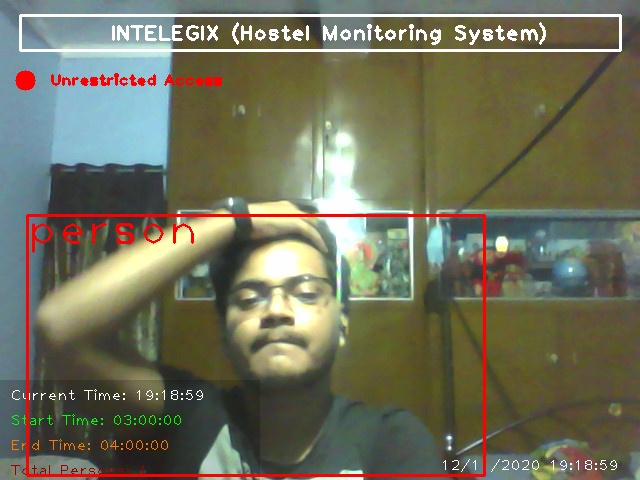 INTELEGIX (Hostel Monitoring System)
Unrestricted Access
person
Current Time: 19:18:59
Start Time: 03:00:00
End Time: 04:00:00
Total
12/1 /2020 19:18:59